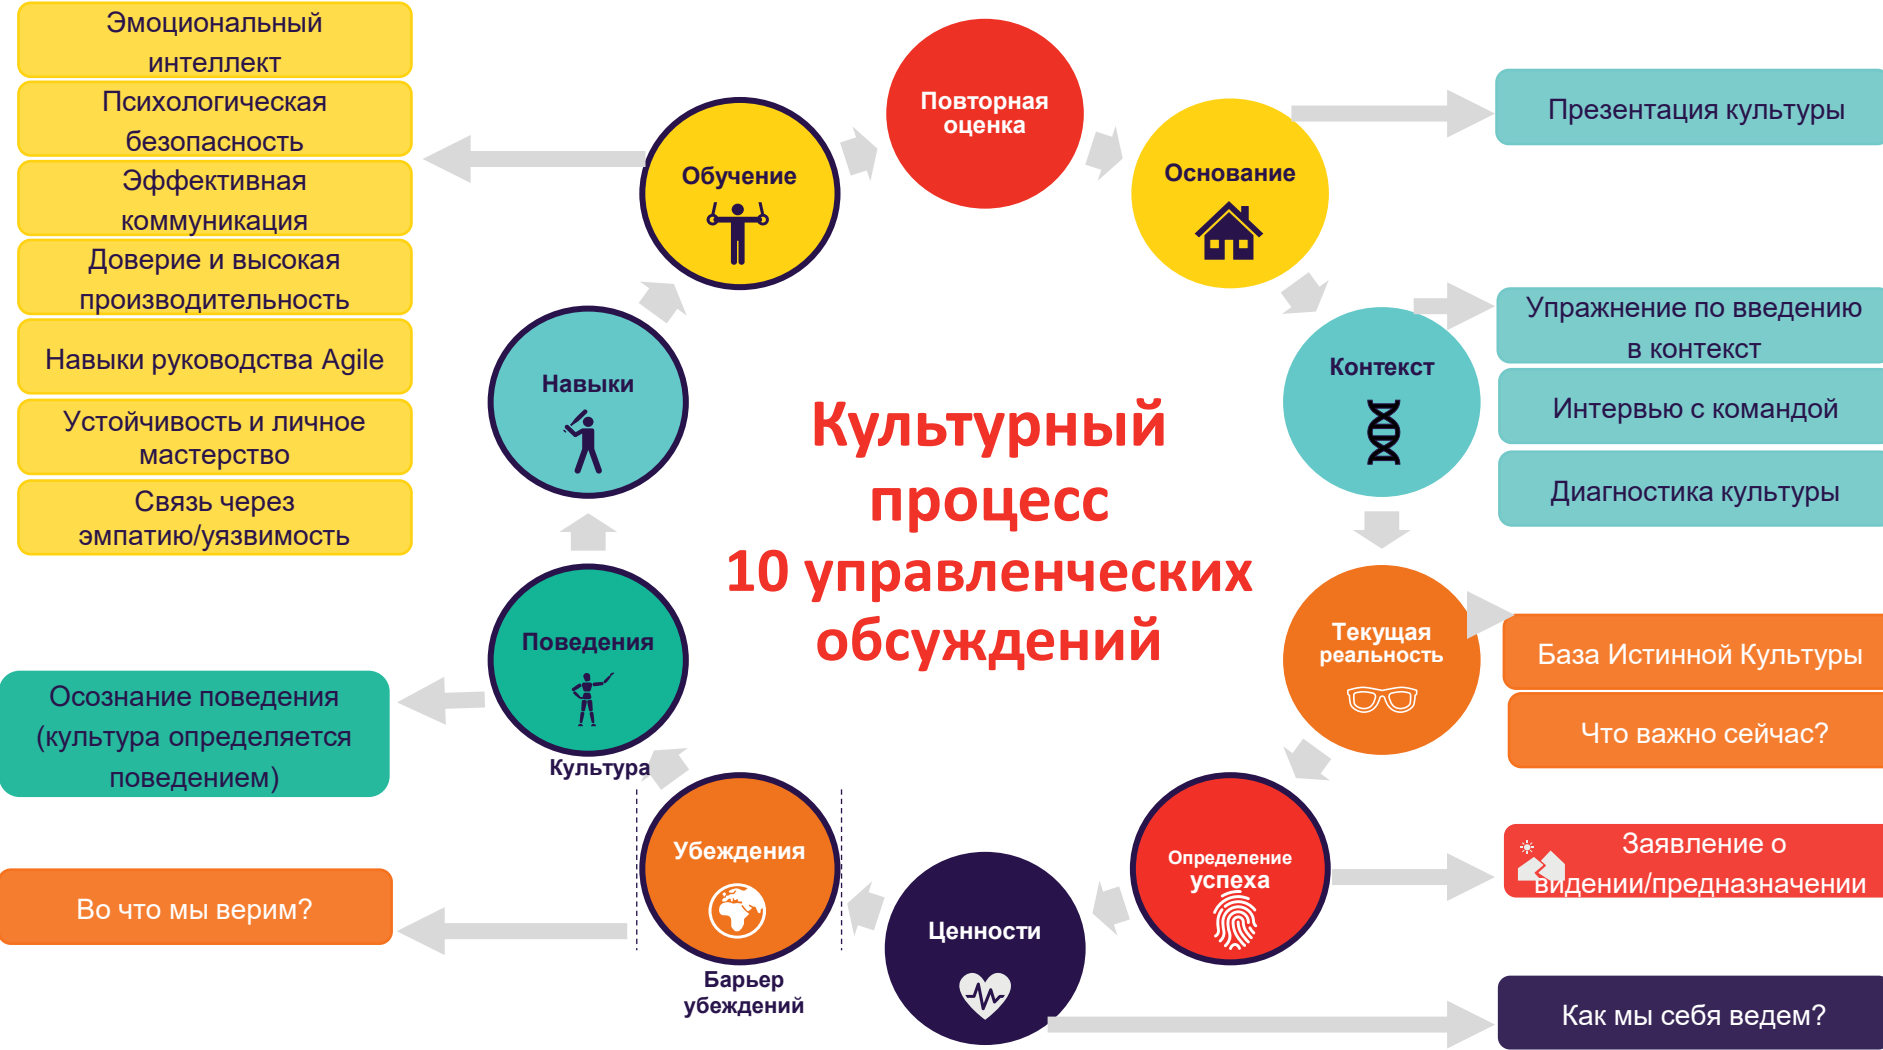 Эмоциональный
интеллект
Психологическая
безопасность
Эффективная
коммуникация
Доверие и высокая
производительность
Навыки руководства Agile
Устойчивость и личное
мастерство
Связь через
эмпатию/уязвимость
Осознание поведения
(культура определяется
поведением)
Во что мы верим?
Повторная
оценка
Основание
Контекст
Текущая
реальность
Определение
успеха
Ценности
Убеждения
Барьер
убеждений
Поведения
Культура
Навыки
Обучение
Культурный
процесс
10 управленческих
обсуждений
Презентация культуры
Упражнение по введению
в контекст
Интервью с командой
Диагностика культуры
База Истинной Культуры
Что важно сейчас?
Заявление о
видении/предназначении
Как мы себя ведем?